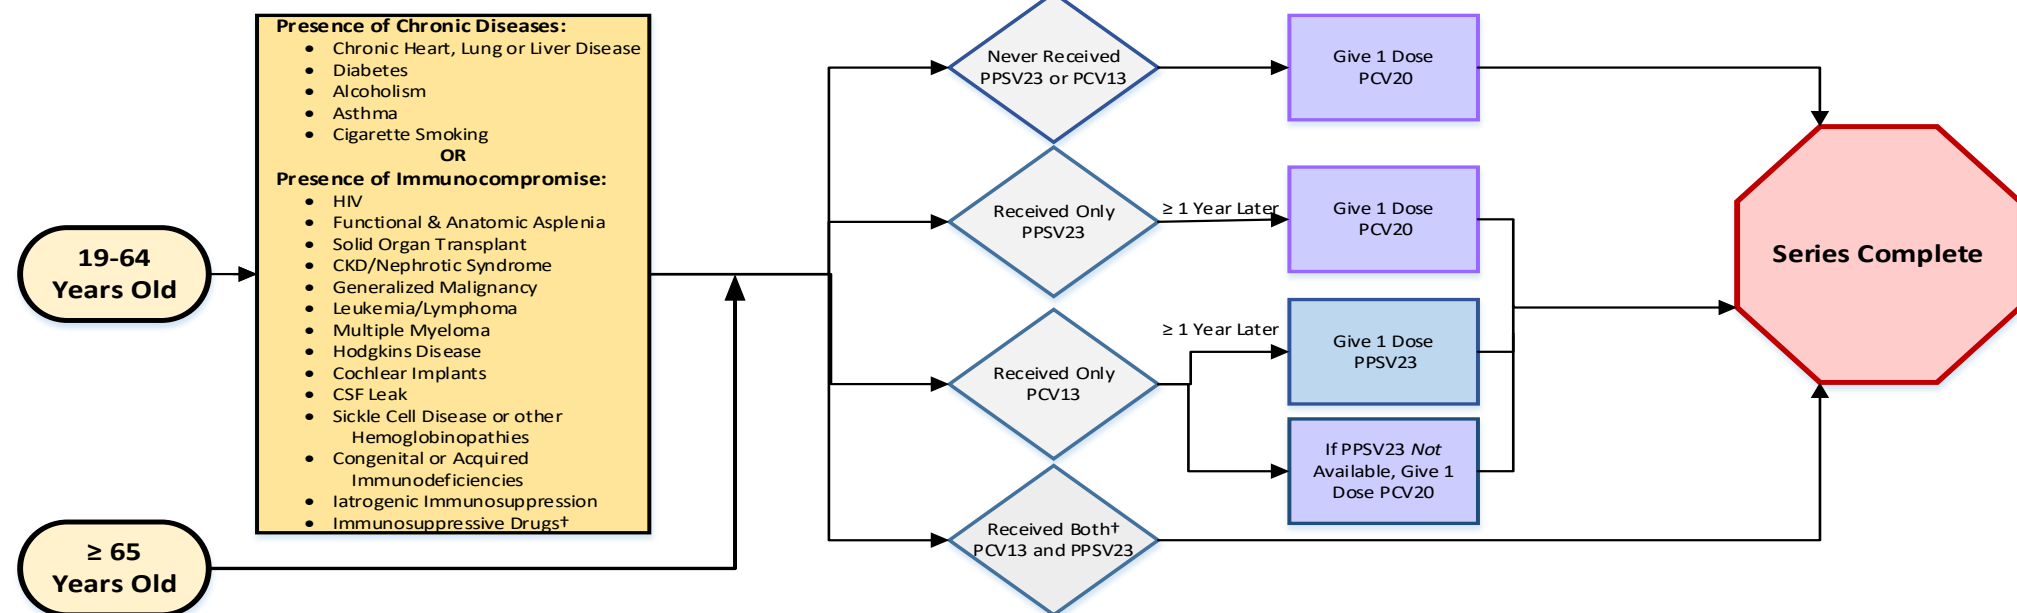 19-64
Years Old
≥ 65
Years Old
Presence of Chronic Diseases:
• Chronic Heart, Lung or Liver Disease
• Diabetes
• Alcoholism
• Asthma
• Cigarette Smoking
OR
Presence of Immunocompromise:
• HIV
• Functional & Anatomic Asplenia
• Solid Organ Transplant
• CKD/Nephrotic Syndrome
• Generalized Malignancy
• Leukemia/Lymphoma
• Multiple Myeloma
• Hodgkins Disease
• Cochlear Implants
• CSF Leak
• Sickle Cell Disease or other
Hemoglobinopathies
• Congenital or Acquired
Immunodeficiencies
• Iatrogenic Immunosuppression
• Immunosuppressive Drugs†
Never Received
PPSV23 or PCV13
Give 1 Dose
PCV20
Received Only
PPSV23
≥ 1 Year Later
Give 1 Dose
PCV20
Received Only
PCV13
≥ 1 Year Later
Give 1 Dose
PPSV23
If PPSV23 Not
Available, Give 1
Dose PCV20
Received Both†
PCV13 and PPSV23
Series Complete